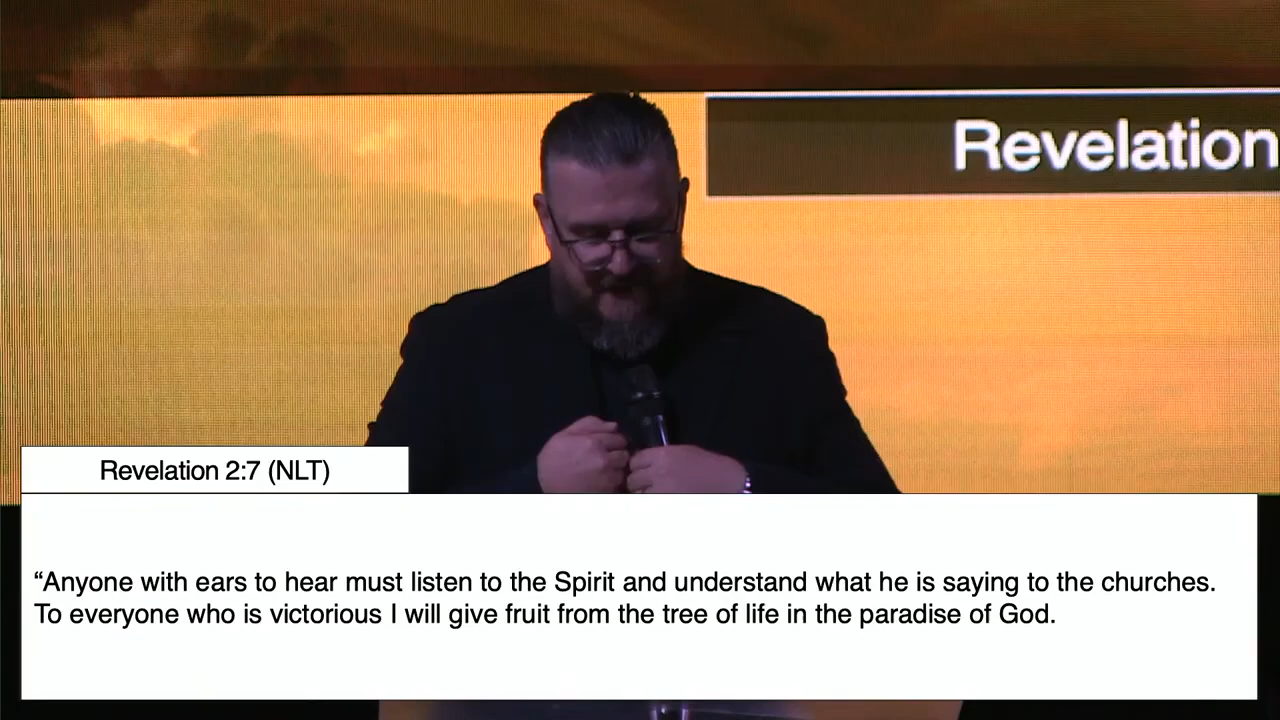 Revelation
Revelation 2:7 (NLT)
“Anyone with ears to hear must listen to the Spirit and understand what he is saying to the churches.
To everyone who is victorious I will give fruit from the tree of life in the paradise of God.